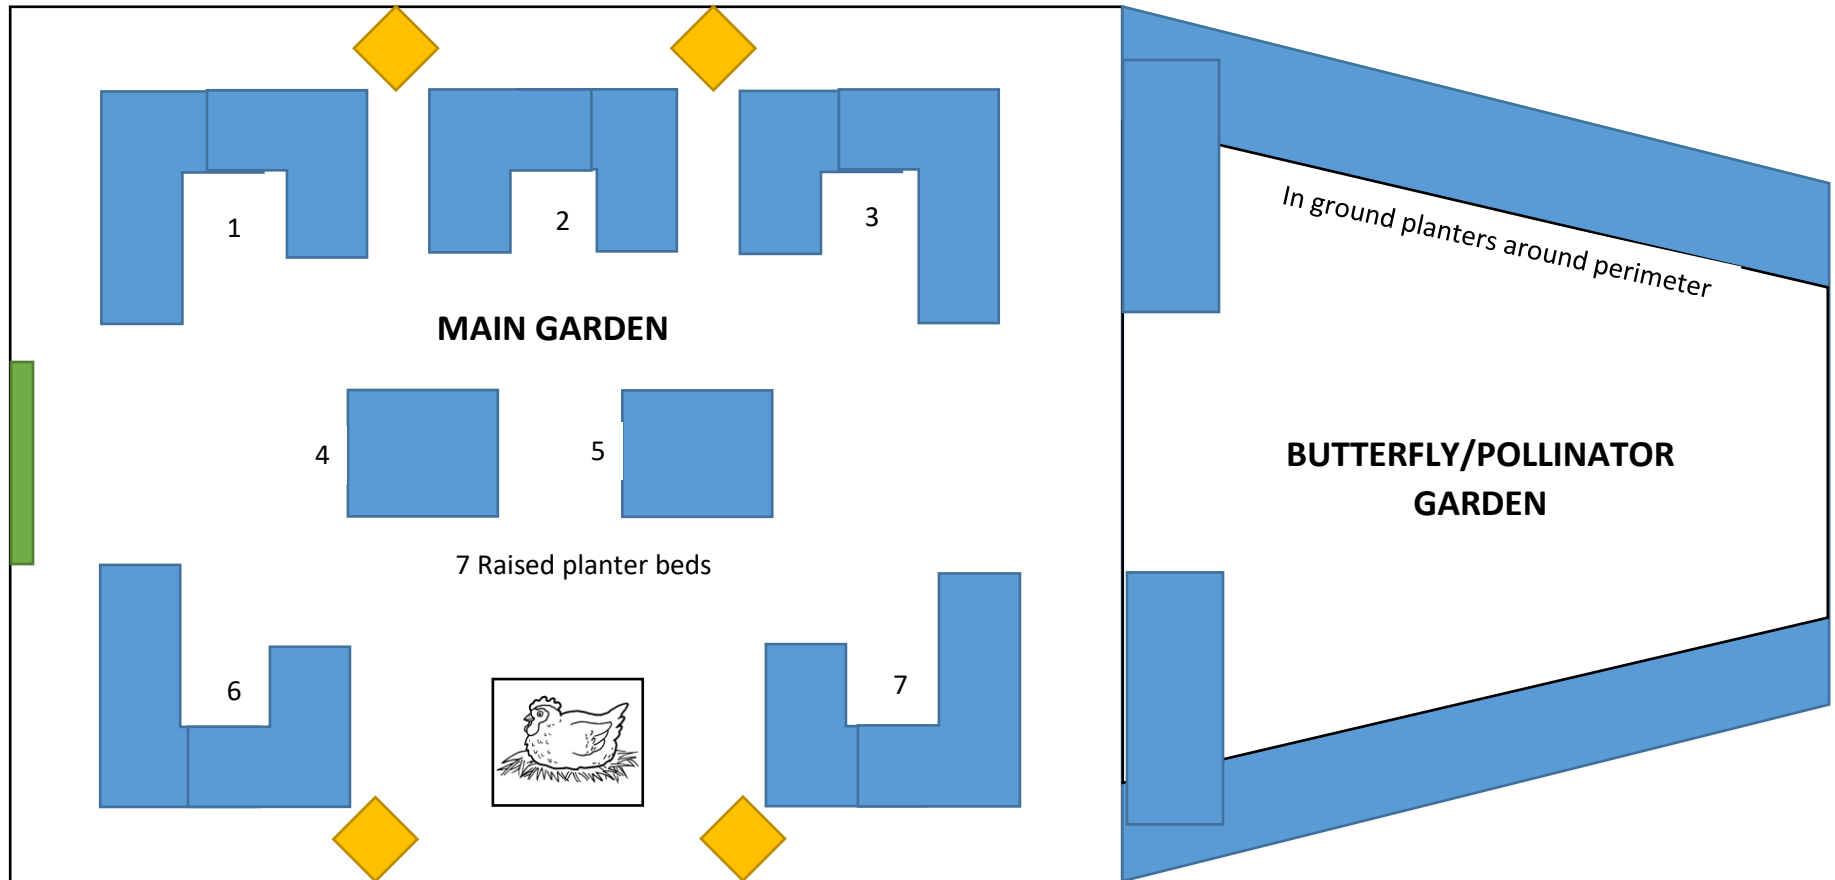 1
2
3
In ground planters around perimeter
MAIN GARDEN
4
5
BUTTERFLY/POLLINATOR
GARDEN
7 Raised planter beds
6
7